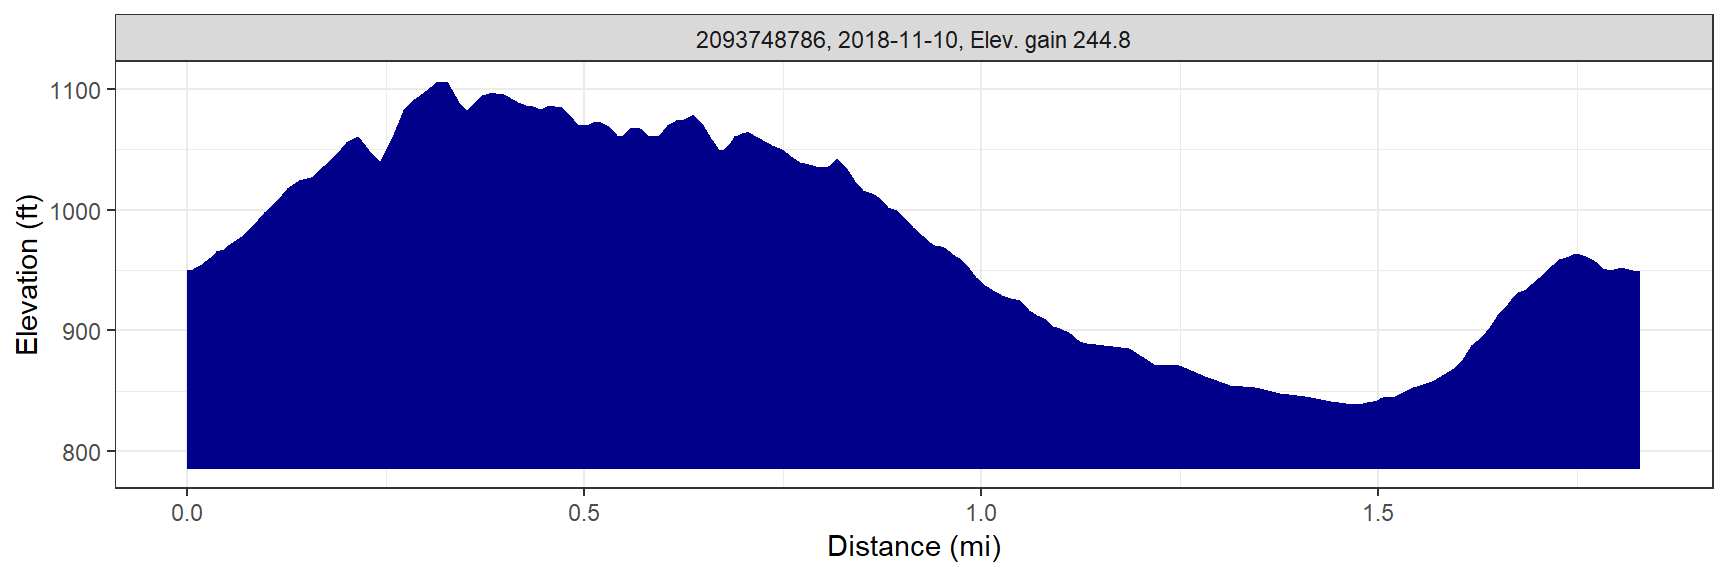 2093748786, 2018-11-10, Elev. gain 244.8
Elevation (ft)
1100
1000
900
800
0.0 0.5 1.0 1.5
Distance (mi)